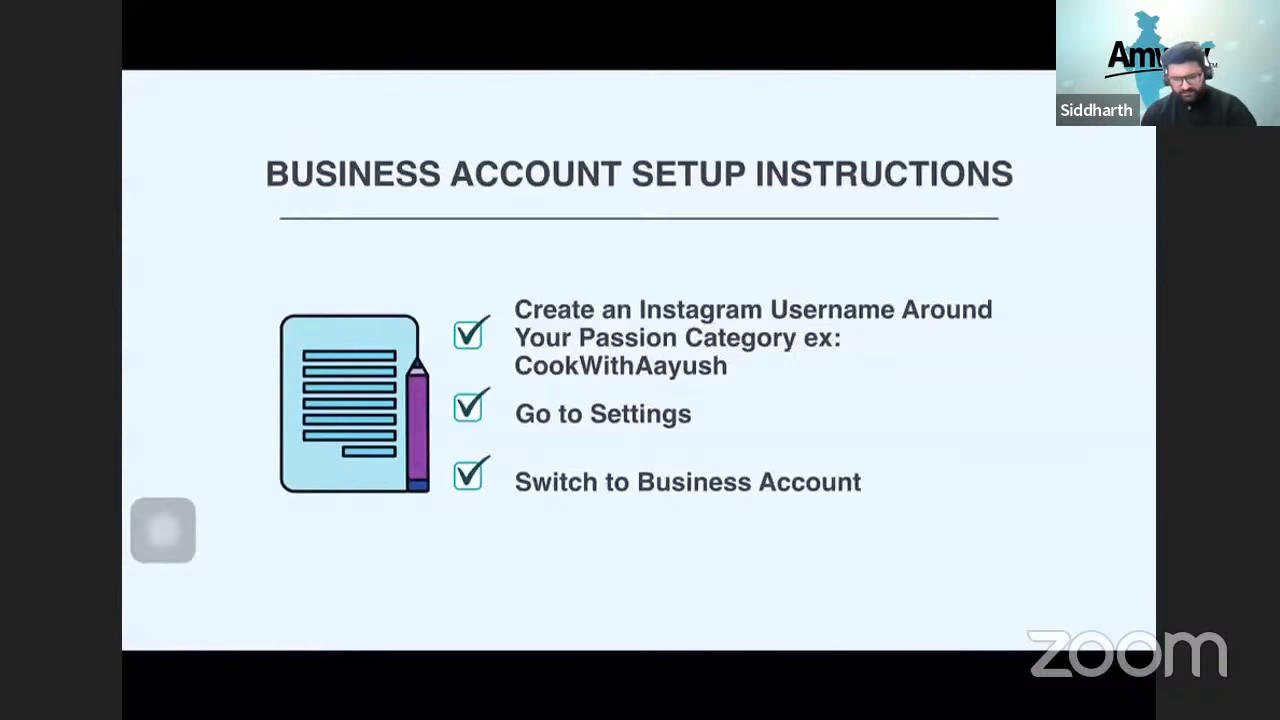 Amway
Siddharth
BUSINESS ACCOUNT SETUP INSTRUCTIONS
Create an Instagram Username Around
Your Passion Category ex:
CookWithAayush
Go to Settings
Switch to Business Account
zoom